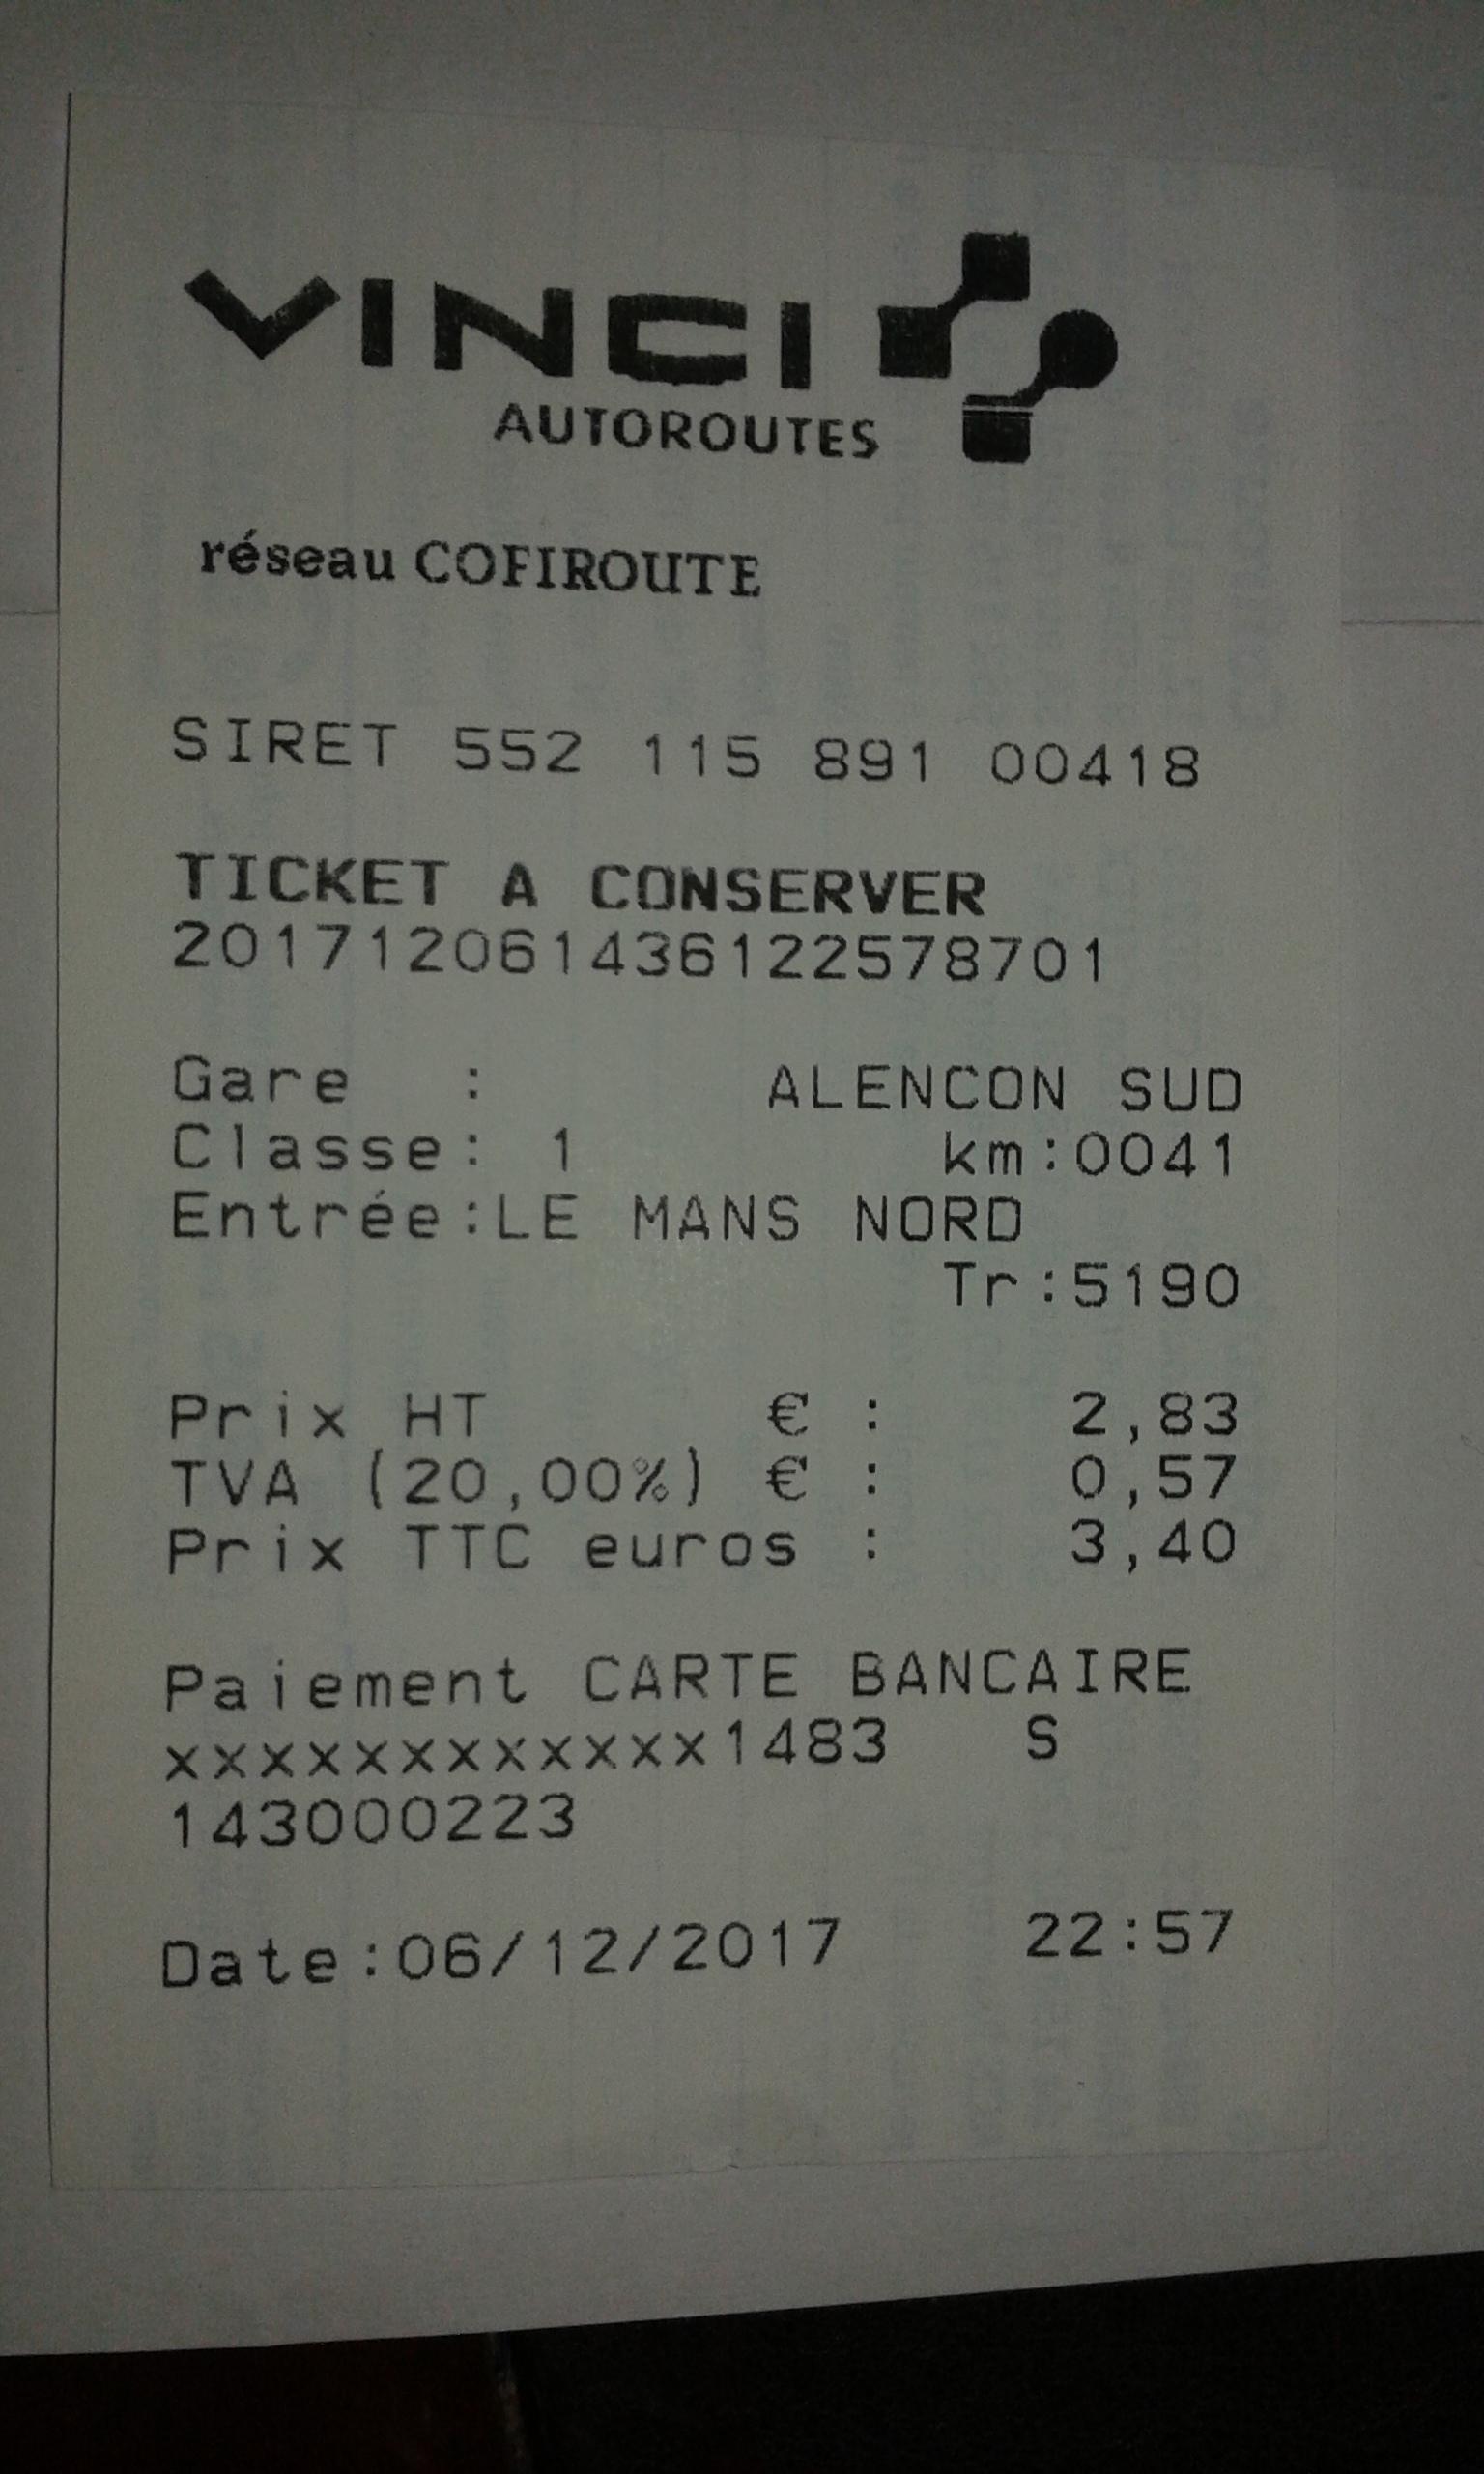 VINCI
AUTOROUTES
réseau COFIROUTE
SIRET 552 115 891 00418
TICKET A CONSERVER
201712061436122578701
Gare : ALENCON SUD
Classe: 1 km:0041
Entrée:LE MANS NORD
Tr:5190
Prix HT € : 2,83
TVA (20,00%) € : 0,57
Prix TTC euros : 3,40
Paiement CARTE BANCAIRE
xxxxxxxxxxxx1483 S
143000223
Date:06/12/2017 22:57